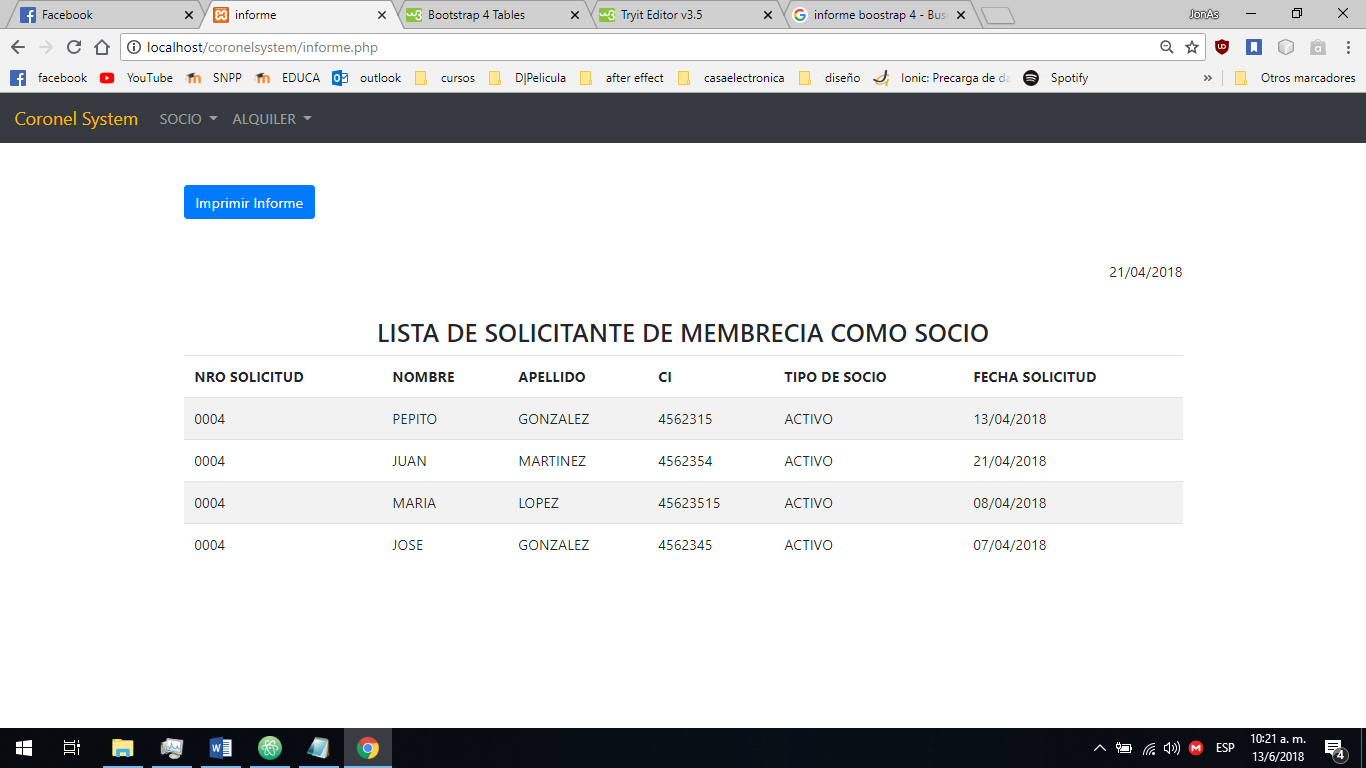 Facebook
informe
Bootstrap 4 Tables
Tryit Editor v3.5
informe boostrap 4 - Bus
JonAs
localhost/coronelsystem/informe.php
facebook YouTube SNPP EDUCA outlook cursos D|Pelicula after effect casaelectronica diseño Ionic: Precarga de da Spotify » Otros marcadores
Coronel System SOCIO ALQUILER
Imprimir Informe
21/04/2018
LISTA DE SOLICITANTE DE MEMBRECIA COMO SOCIO
NRO SOLICITUD NOMBRE APELLIDO CI TIPO DE SOCIO FECHA SOLICITUD
0004 PEPITO GONZALEZ 4562315 ACTIVO 13/04/2018
0004 JUAN MARTINEZ 4562354 ACTIVO 21/04/2018
0004 MARIA LOPEZ 45623515 ACTIVO 08/04/2018
0004 JOSE GONZALEZ 4562345 ACTIVO 07/04/2018
ESP
10:21 a. m.
13/6/2018
4